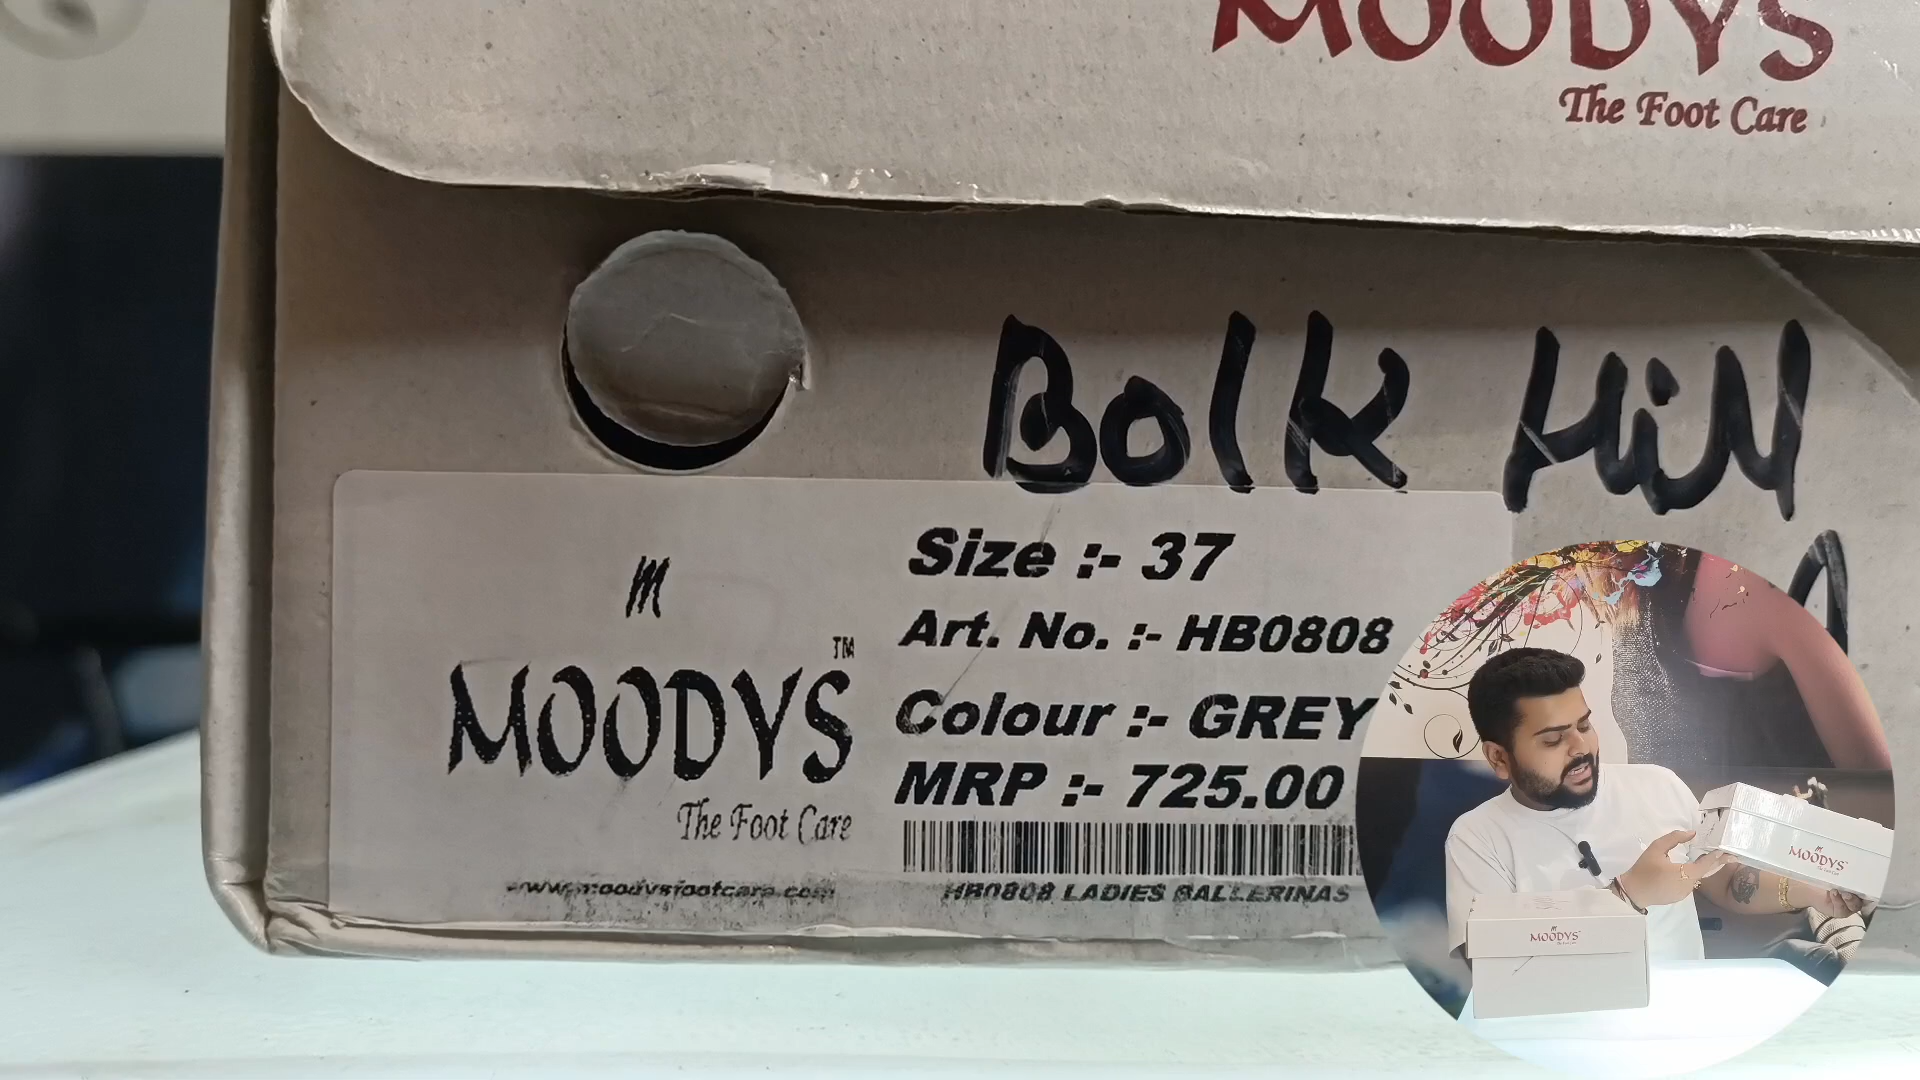 MOODYS
The Foot Care
Bolk Hill
Size :- 37
Art. No. :- HB0808
Colour :- GREY
MRP :- 725.00
HB0808 LADIES BALLERINAS
m
MOODYS™
The Foot Care
www.moodysfootcare.com
MOODYS
MOODYS